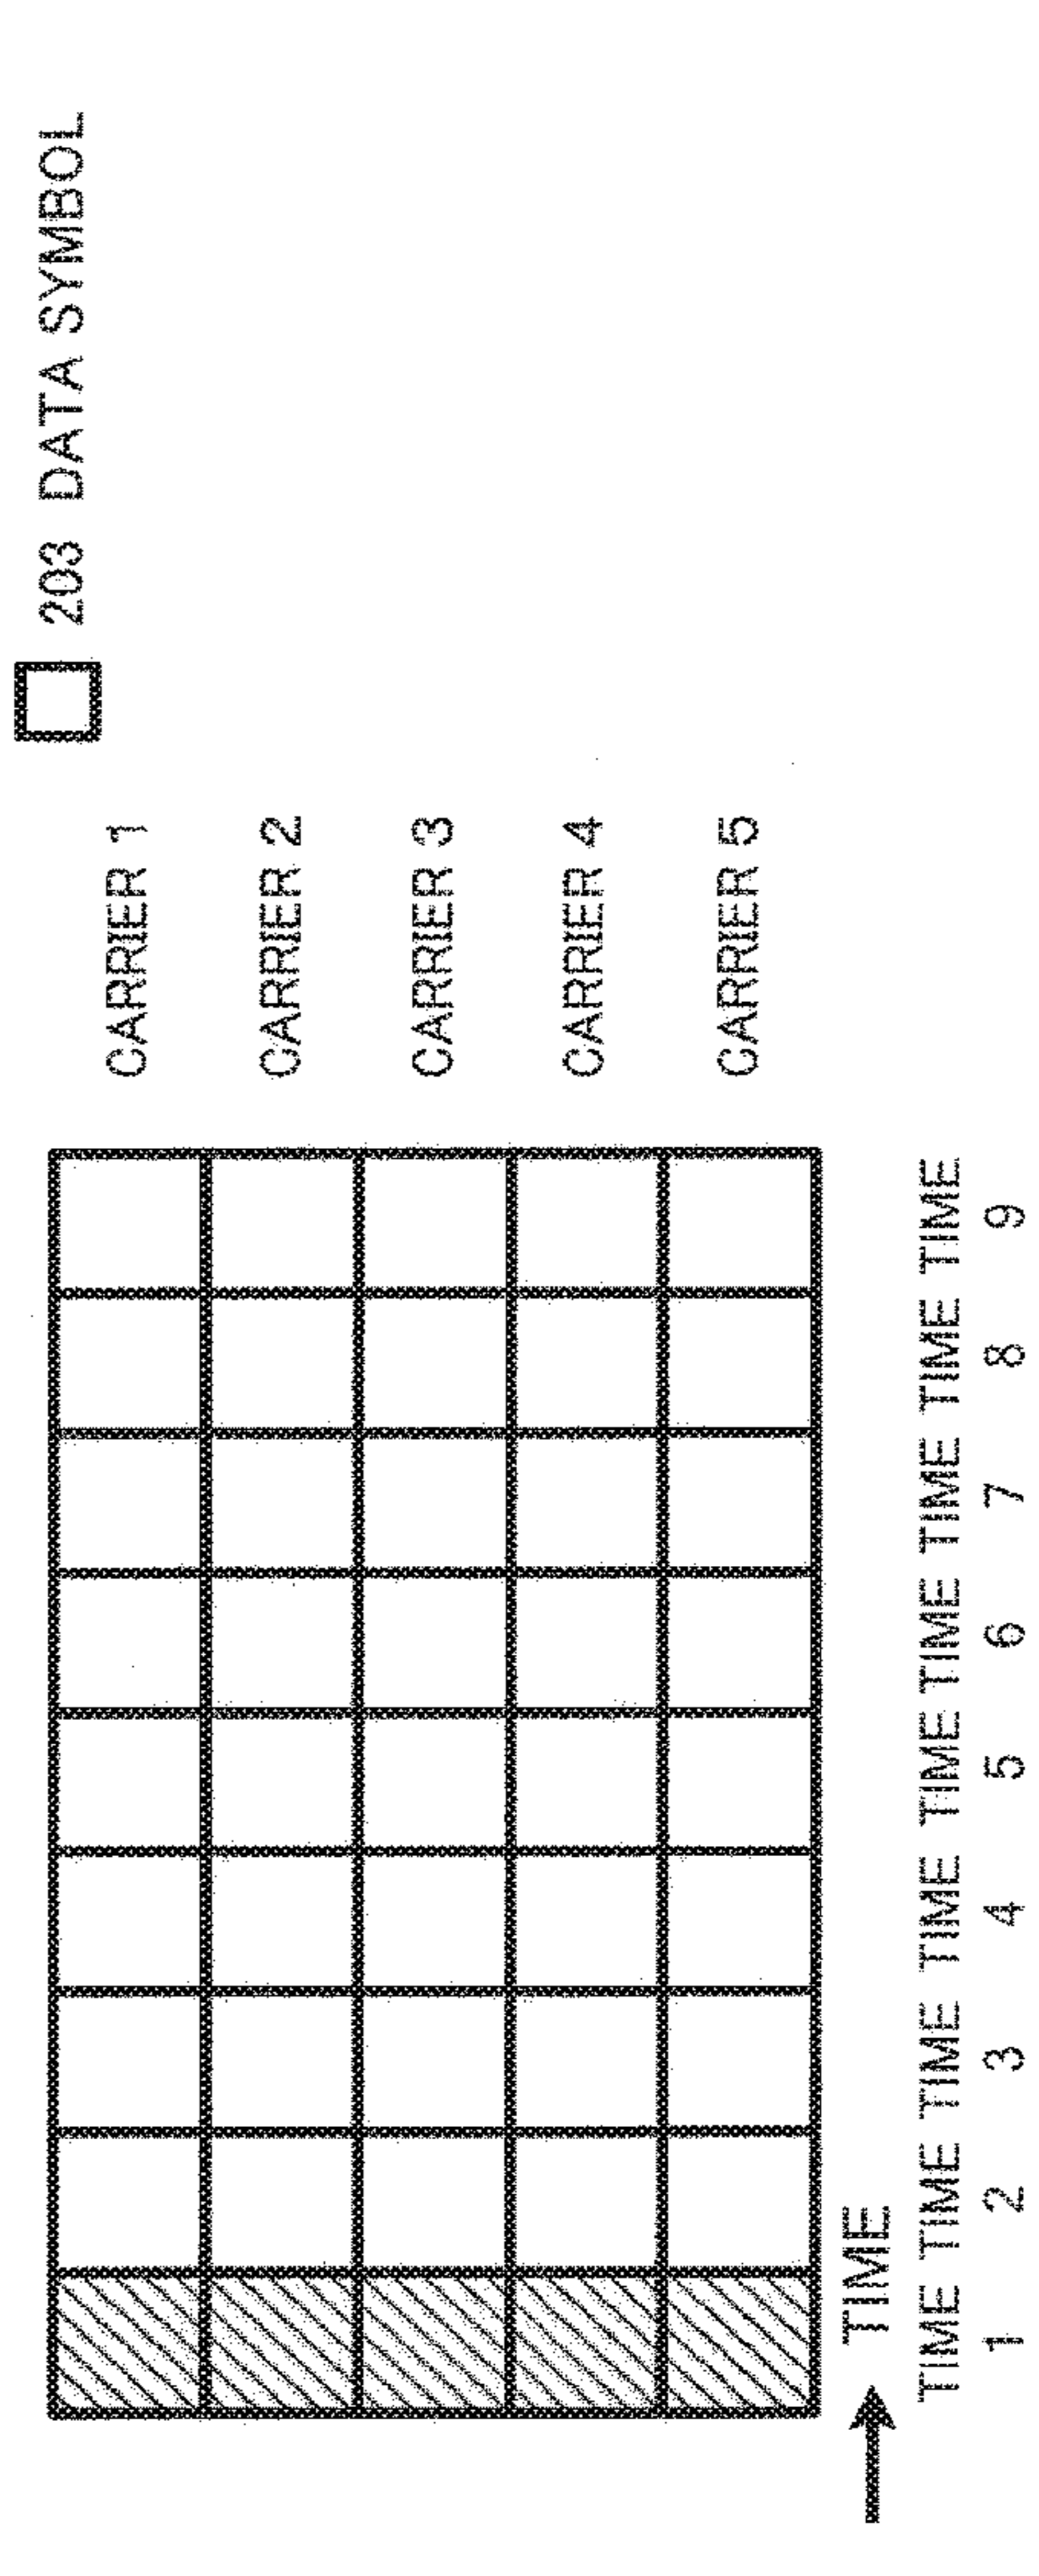 203 DATA SYMBOL
CARRIER 1
CARRIER 2
CARRIER 3
CARRIER 4
CARRIER 5
TIME
TIME TIME TIME TIME TIME TIME TIME TIME TIME
1 2 3 4 5 6 7 8 9